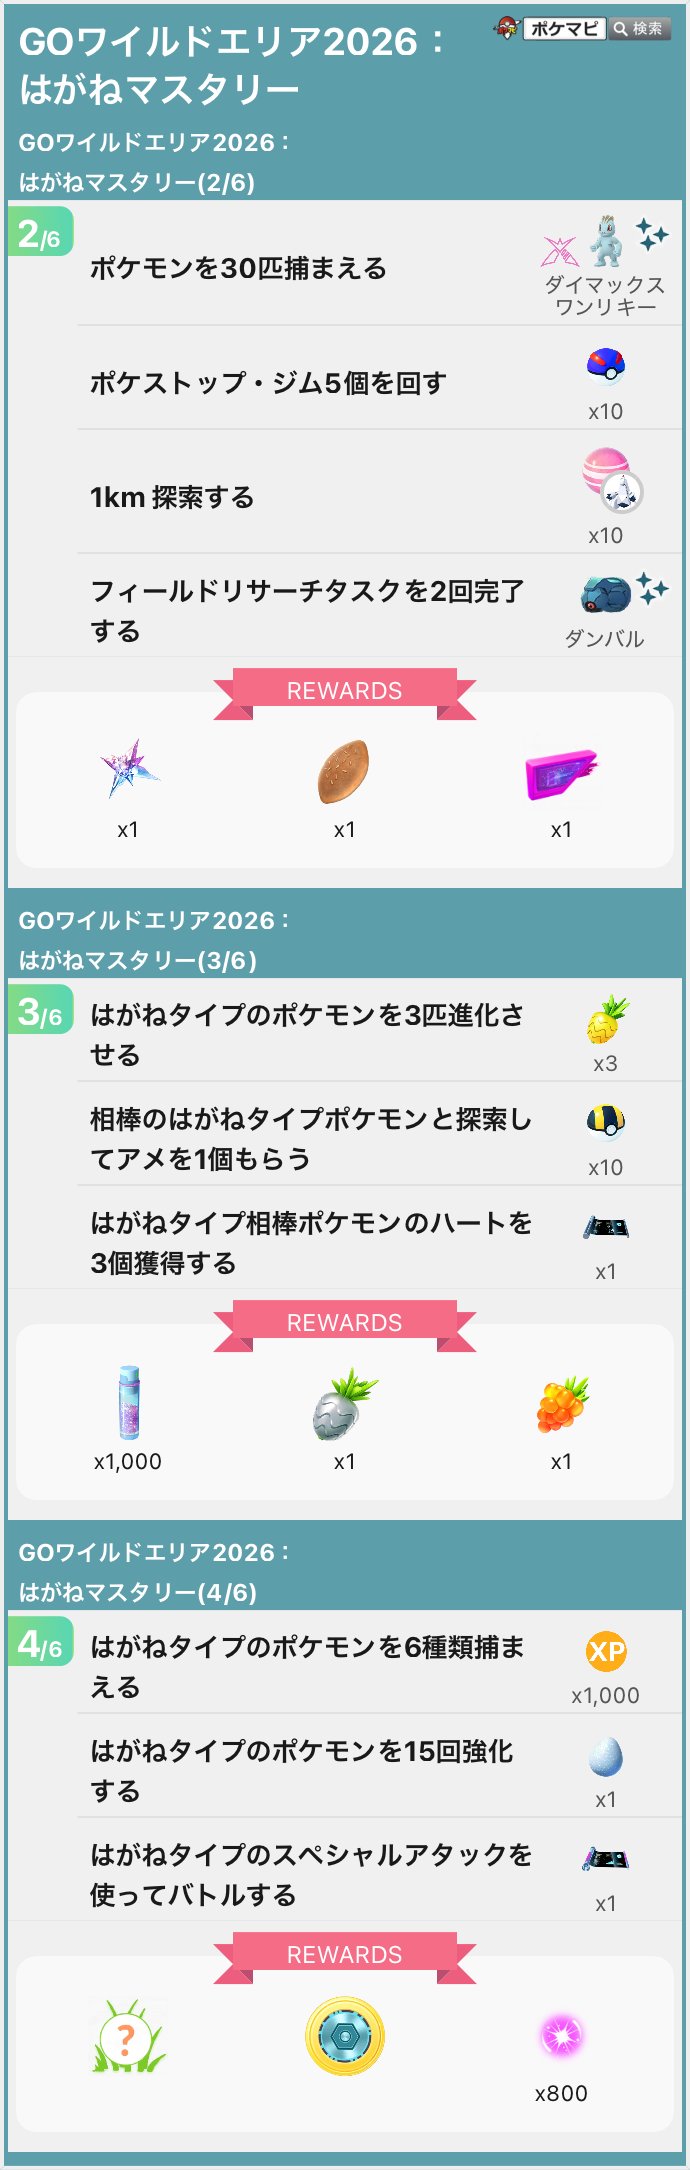 GOワイルドエリア2026：
はがねマスタリー
ポケマピ 検索
GOワイルドエリア2026：
はがねマスタリー(2/6)
2/6
ポケモンを30匹捕まえる
ダイマックス
ワンリキー
ポケストップ・ジム5個を回す
x10
1km 探索する
x10
フィールドリサーチタスクを2回完了
する
ダンバル
REWARDS
x1
x1
x1
GOワイルドエリア2026：
はがねマスタリー(3/6)
3/6
はがねタイプのポケモンを3匹進化さ
せる
x3
相棒のはがねタイプポケモンと探索し
てアメを1個もらう
x10
はがねタイプ相棒ポケモンのハートを
3個獲得する
x1
REWARDS
x1,000
x1
x1
GOワイルドエリア2026：
はがねマスタリー(4/6)
4/6
はがねタイプのポケモンを6種類捕ま
える
XP
x1,000
はがねタイプのポケモンを15回強化
する
x1
はがねタイプのスペシャルアタックを
使ってバトルする
x1
REWARDS
?
x800